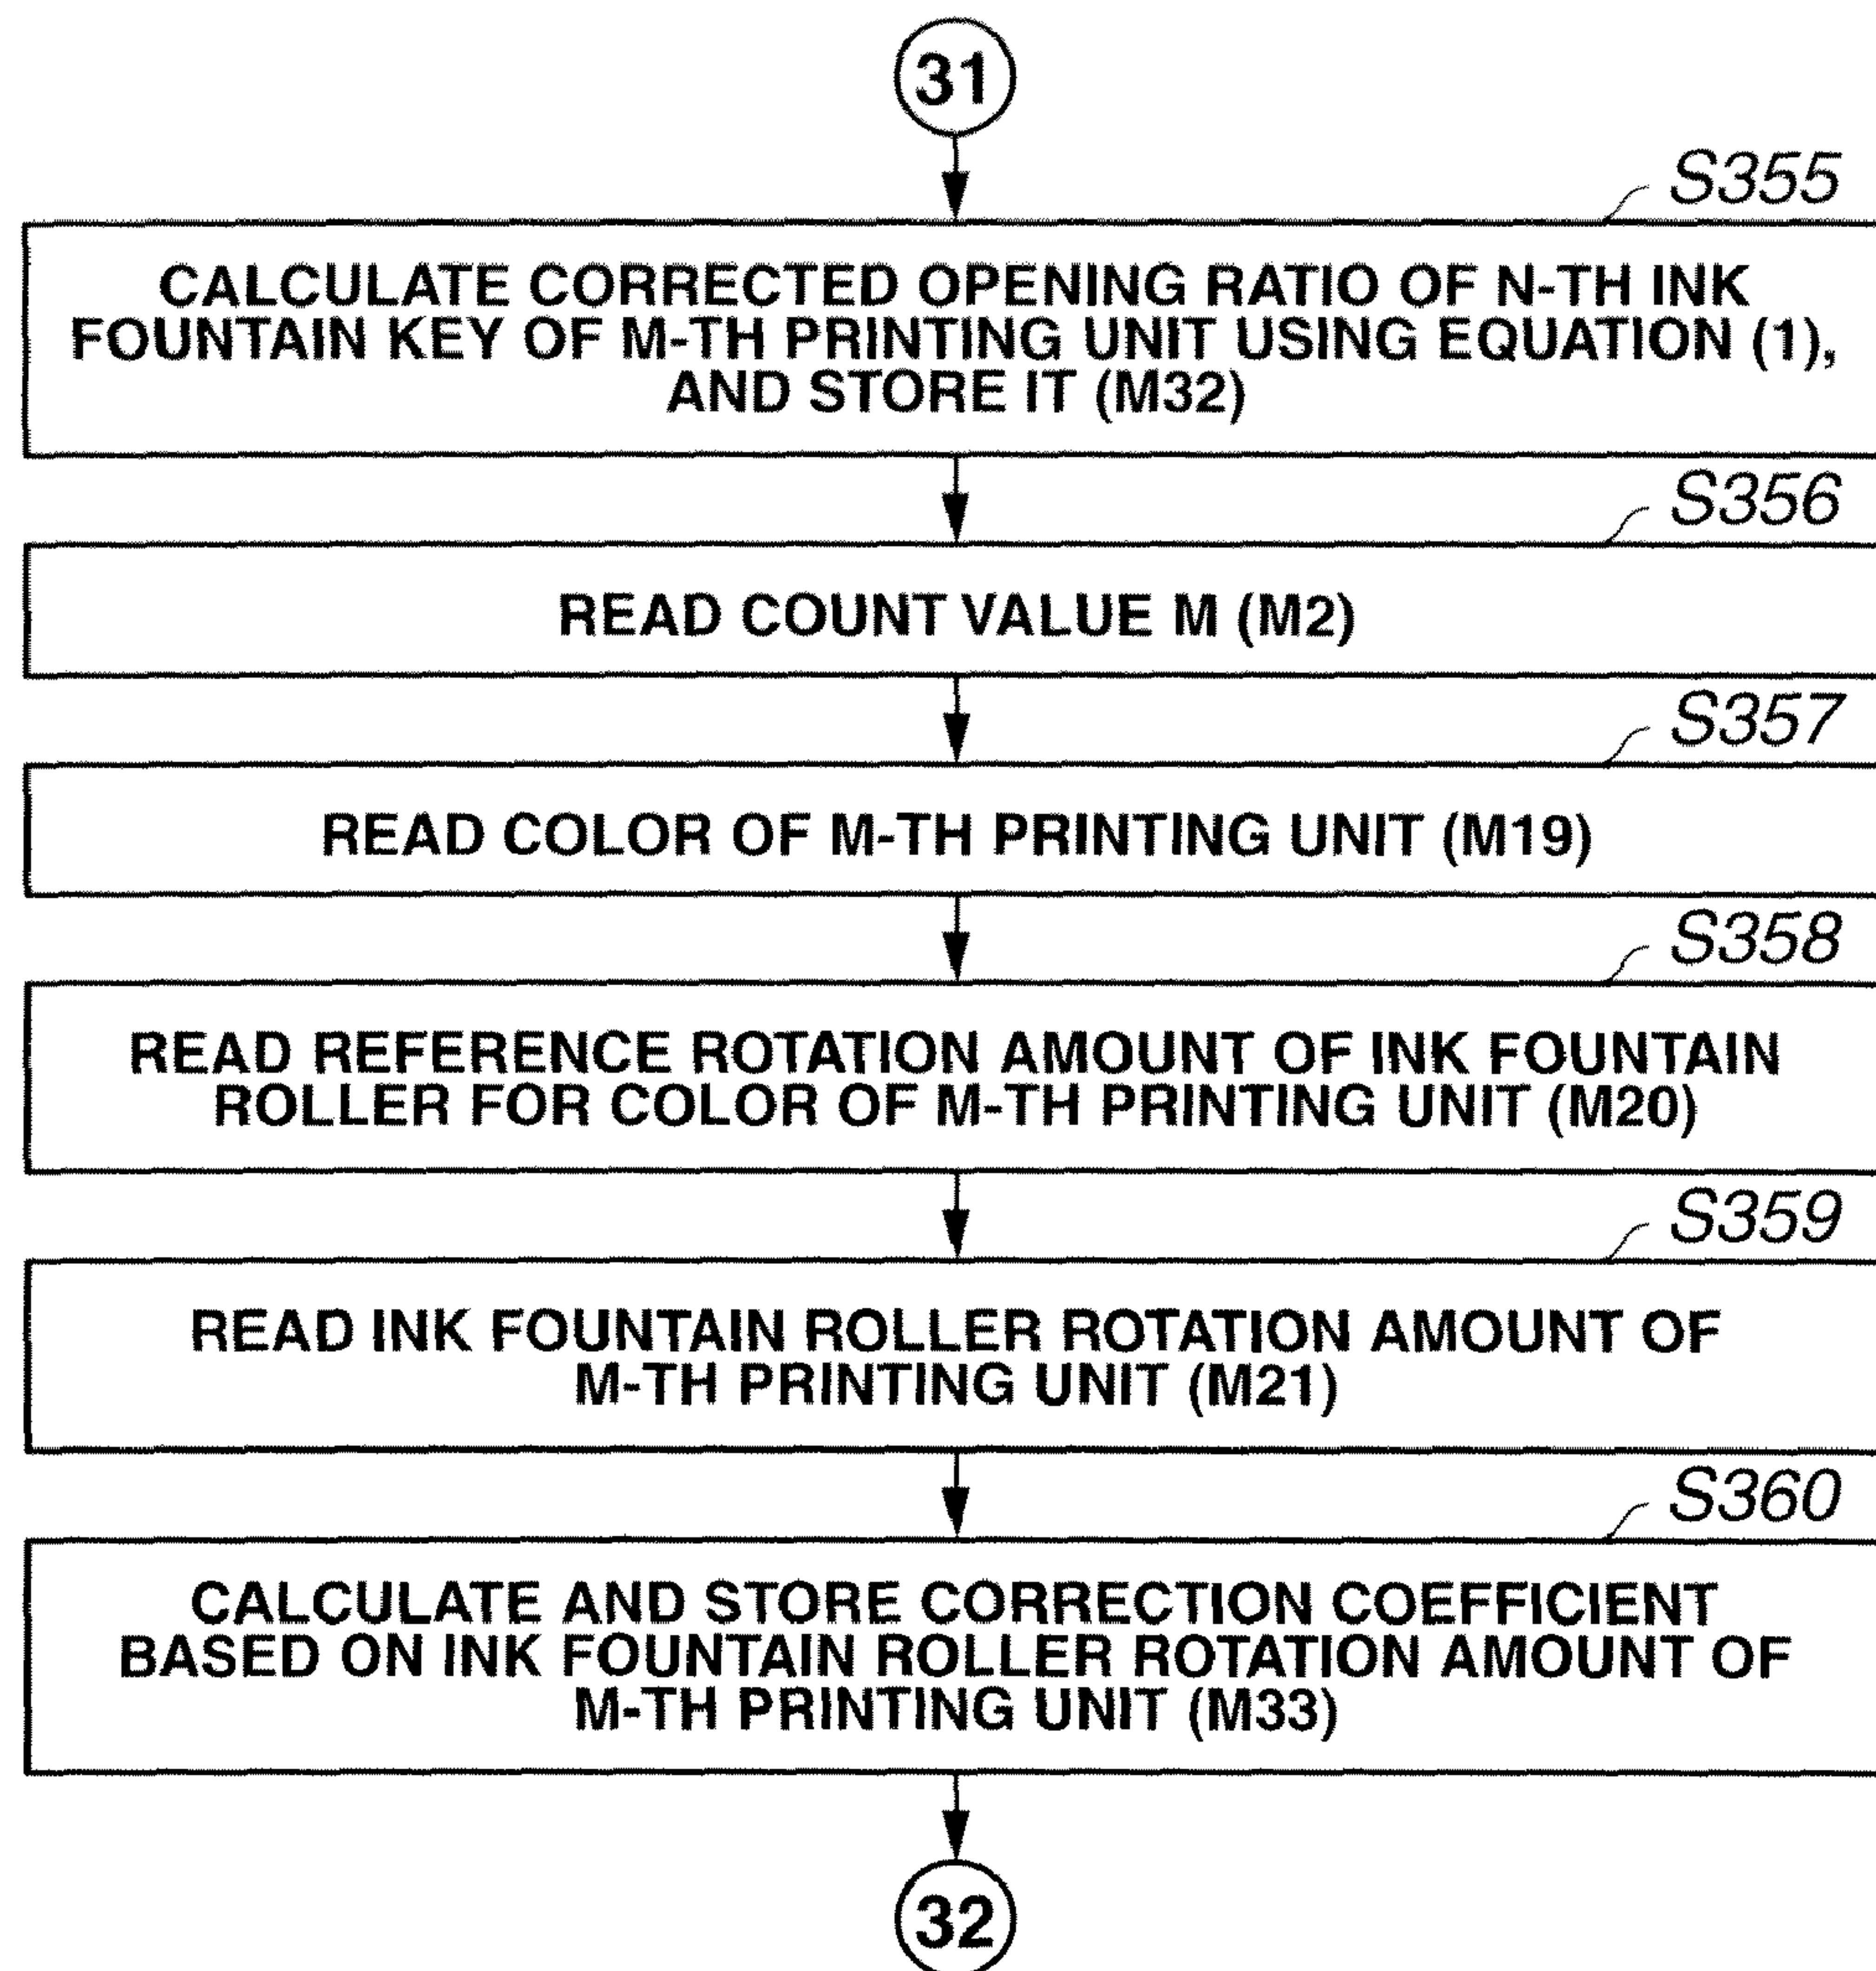 31
S355
CALCULATE CORRECTED OPENING RATIO OF N-TH INK
FOUNTAIN KEY OF M-TH PRINTING UNIT USING EQUATION (1),
AND STORE IT (M32)
S356
READ COUNT VALUE M (M2)
S357
READ COLOR OF M-TH PRINTING UNIT (M19)
S358
READ REFERENCE ROTATION AMOUNT OF INK FOUNTAIN
ROLLER FOR COLOR OF M-TH PRINTING UNIT (M20)
S359
READ INK FOUNTAIN ROLLER ROTATION AMOUNT OF
M-TH PRINTING UNIT (M21)
S360
CALCULATE AND STORE CORRECTION COEFFICIENT
BASED ON INK FOUNTAIN ROLLER ROTATION AMOUNT OF
M-TH PRINTING UNIT (M33)
32